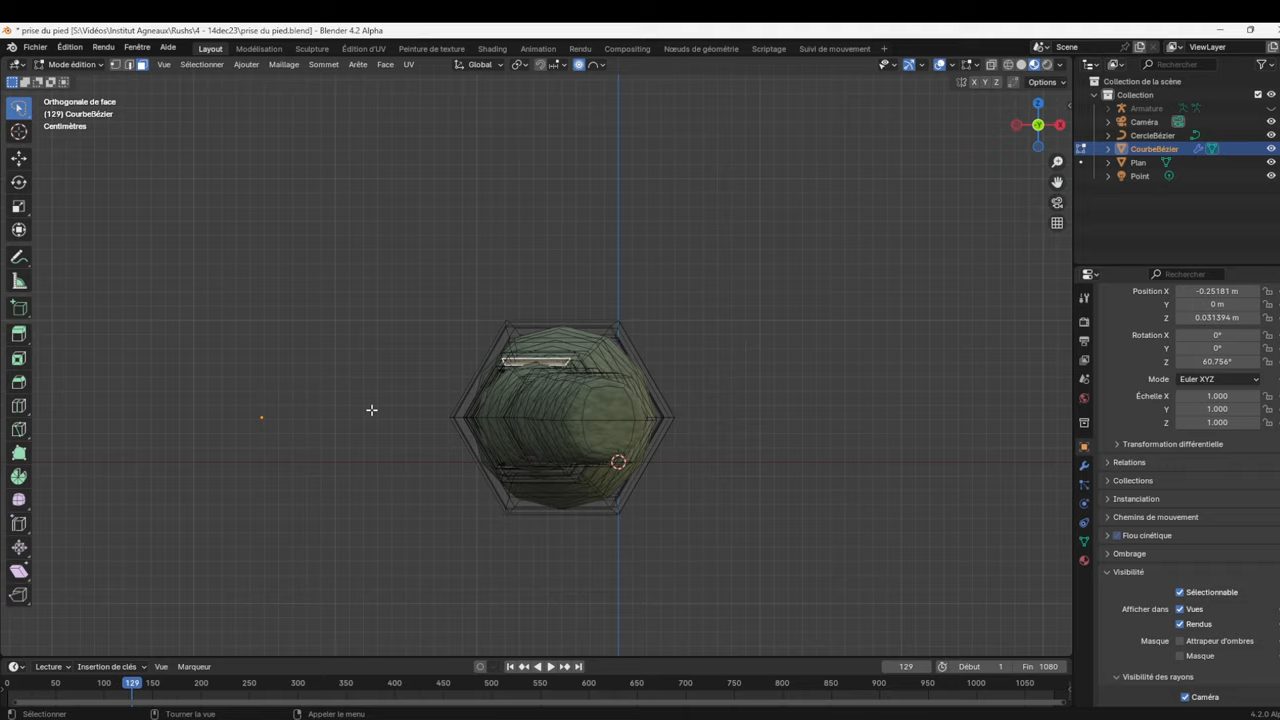 * prise du pied [S:\Vidéos\Institut Agneaux\Rushs\4 - 14dec23\prise du pied.blend] - Blender 4.2 Alpha
Fichier Édition Rendu Fenêtre Aide Layout Modélisation Sculpture Édition d'UV Peinture de texture Shading Animation Rendu Compositing Nœuds de géométrie Scriptage Suivi de mouvement + Scene ViewLayer
Mode édition Vue Sélectionner Ajouter Maillage Sommet Arête Face UV Global Rechercher
X Y Z Options Collection de la scène
Collection
Orthogonale de face
(129) CourbeBézier
Centimètres
Z
Y
X
Armature
Caméra
CercleBézier
CourbeBézier
Plan
Point
Rechercher
Position X -0.25181 m
Y 0 m
Z 0.031394 m
Rotation X 0°
Y 0°
Z 60.756°
Mode Euler XYZ
Échelle X 1.000
Y 1.000
Z 1.000
Transformation différentielle
Relations
Collections
Instanciation
Chemins de mouvement
Flou cinétique
Ombrage
Visibilité
Sélectionnable
Afficher dans Vues
Rendus
Masque Attrapeur d'ombres
Masque
Visibilité des rayons
Caméra
Lecture Insertion de clés Vue Marqueur 129 Début 1 Fin 1080
0 50 100 129 150 200 250 300 350 400 450 500 550 600 650 700 750 800 850 900 950 1000 1050
Sélectionner Tourner la vue Appeler le menu 4.2.0 A